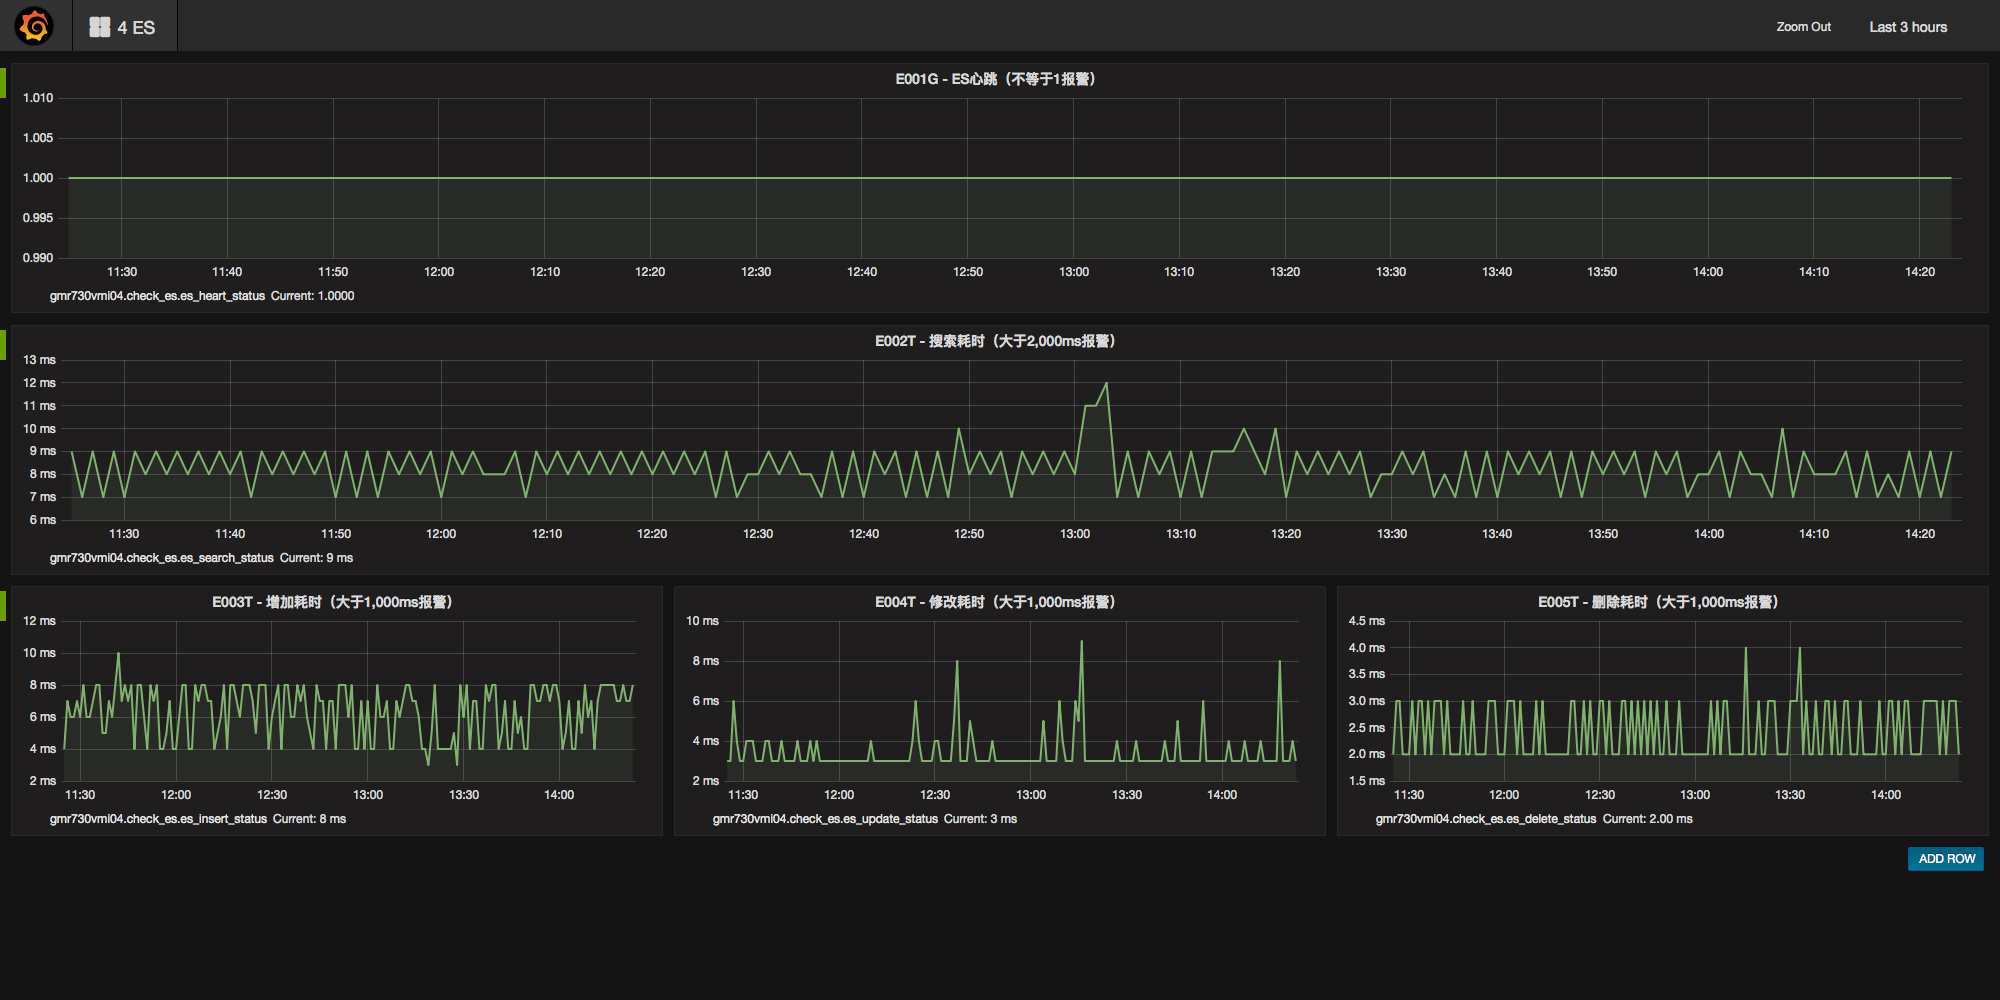 4 ES
Zoom Out
Last 3 hours
E001G - ES心跳（不等于1报警）
1.010
1.005
1.000
0.995
0.990
11:30 11:40 11:50 12:00 12:10 12:20 12:30 12:40 12:50 13:00 13:10 13:20 13:30 13:40 13:50 14:00 14:10 14:20
gmr730vmi04.check_es.es_heart_status Current: 1.0000
E002T - 搜索耗时（大于2,000ms报警）
13 ms
12 ms
11 ms
10 ms
9 ms
8 ms
7 ms
6 ms
11:30 11:40 11:50 12:00 12:10 12:20 12:30 12:40 12:50 13:00 13:10 13:20 13:30 13:40 13:50 14:00 14:10 14:20
gmr730vmi04.check_es.es_search_status Current: 9 ms
E003T - 增加耗时（大于1,000ms报警）
12 ms
10 ms
8 ms
6 ms
4 ms
2 ms
11:30 12:00 12:30 13:00 13:30 14:00
gmr730vmi04.check_es.es_insert_status Current: 8 ms
E004T - 修改耗时（大于1,000ms报警）
10 ms
8 ms
6 ms
4 ms
2 ms
11:30 12:00 12:30 13:00 13:30 14:00
gmr730vmi04.check_es.es_update_status Current: 3 ms
E005T - 删除耗时（大于1,000ms报警）
4.5 ms
4.0 ms
3.5 ms
3.0 ms
2.5 ms
2.0 ms
1.5 ms
11:30 12:00 12:30 13:00 13:30 14:00
gmr730vmi04.check_es.es_delete_status Current: 2.00 ms
ADD ROW